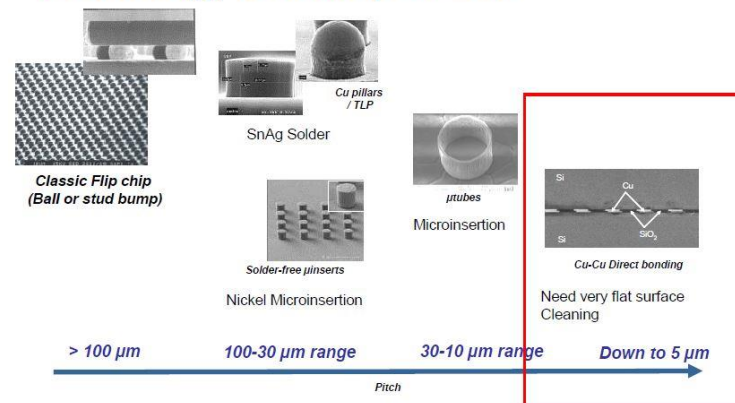 Cu pillars
/ TLP
SnAg Solder
Classic Flip chip
(Ball or stud bump)
µtubes
Microinsertion
Solder-free µinserts
Nickel Microinsertion
Si
Cu
SiO2
Si
Cu-Cu Direct bonding
Need very flat surface
Cleaning
> 100 µm
100-30 µm range
30-10 µm range
Down to 5 µm
Pitch